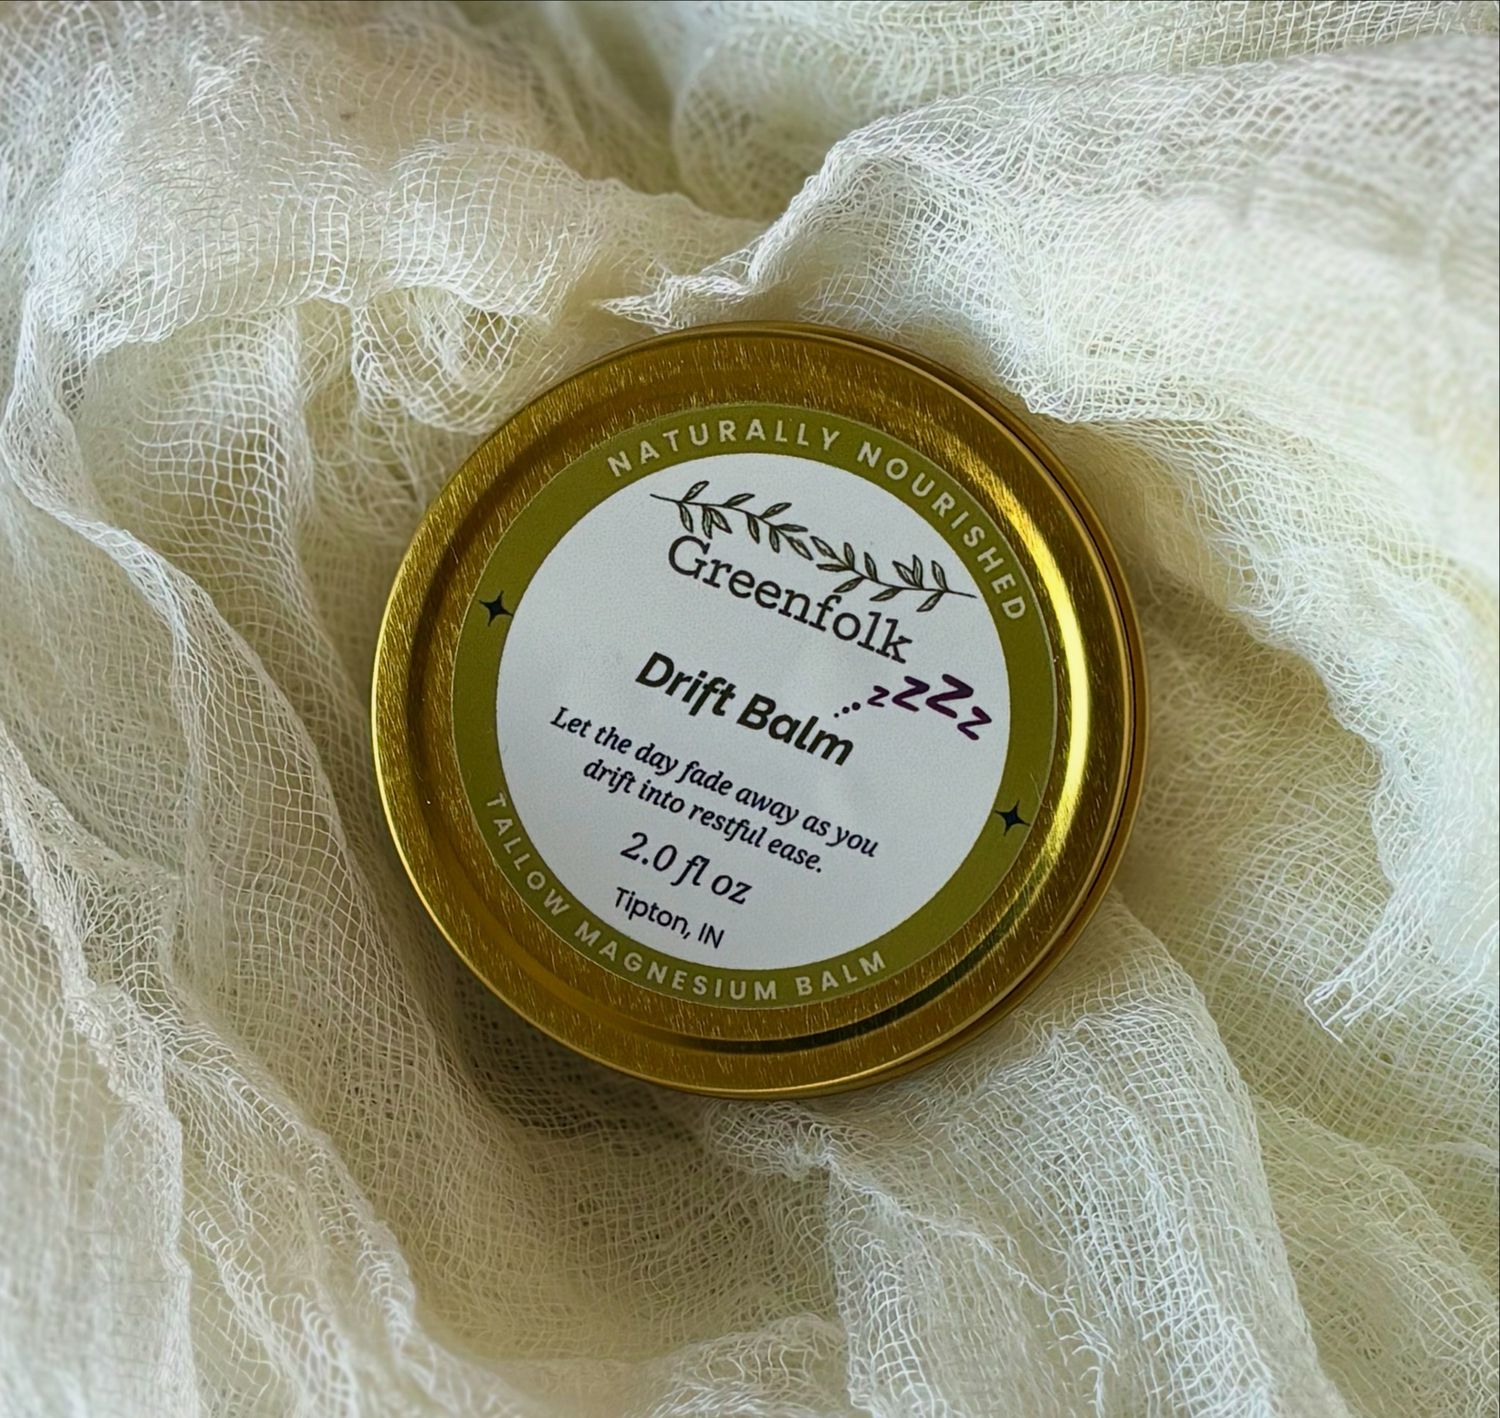 NATURALLY NOURISHED
Greenfolk
zzzz
Drift Balm
Let the day fade away as you
drift into restful ease.
2.0 fl oz
Tipton, IN
TALLOW MAGNESIUM BALM